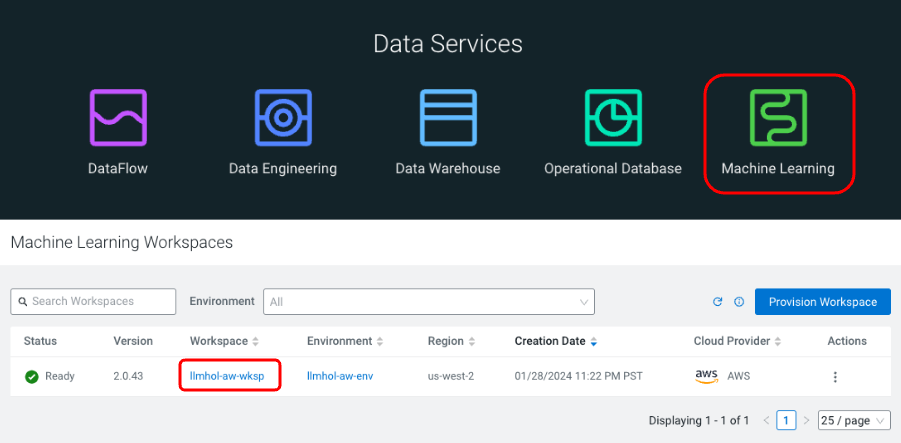 Data Services
DataFlow Data Engineering Data Warehouse Operational Database Machine Learning
Machine Learning Workspaces
Search Workspaces Environment All Provision Workspace
Status Version Workspace Environment Region Creation Date Cloud Provider Actions
Ready 2.0.43 llmhol-aw-wksp llmhol-aw-env us-west-2 01/28/2024 11:22 PM PST aws AWS
Displaying 1 - 1 of 1 < 1 > 25 / page